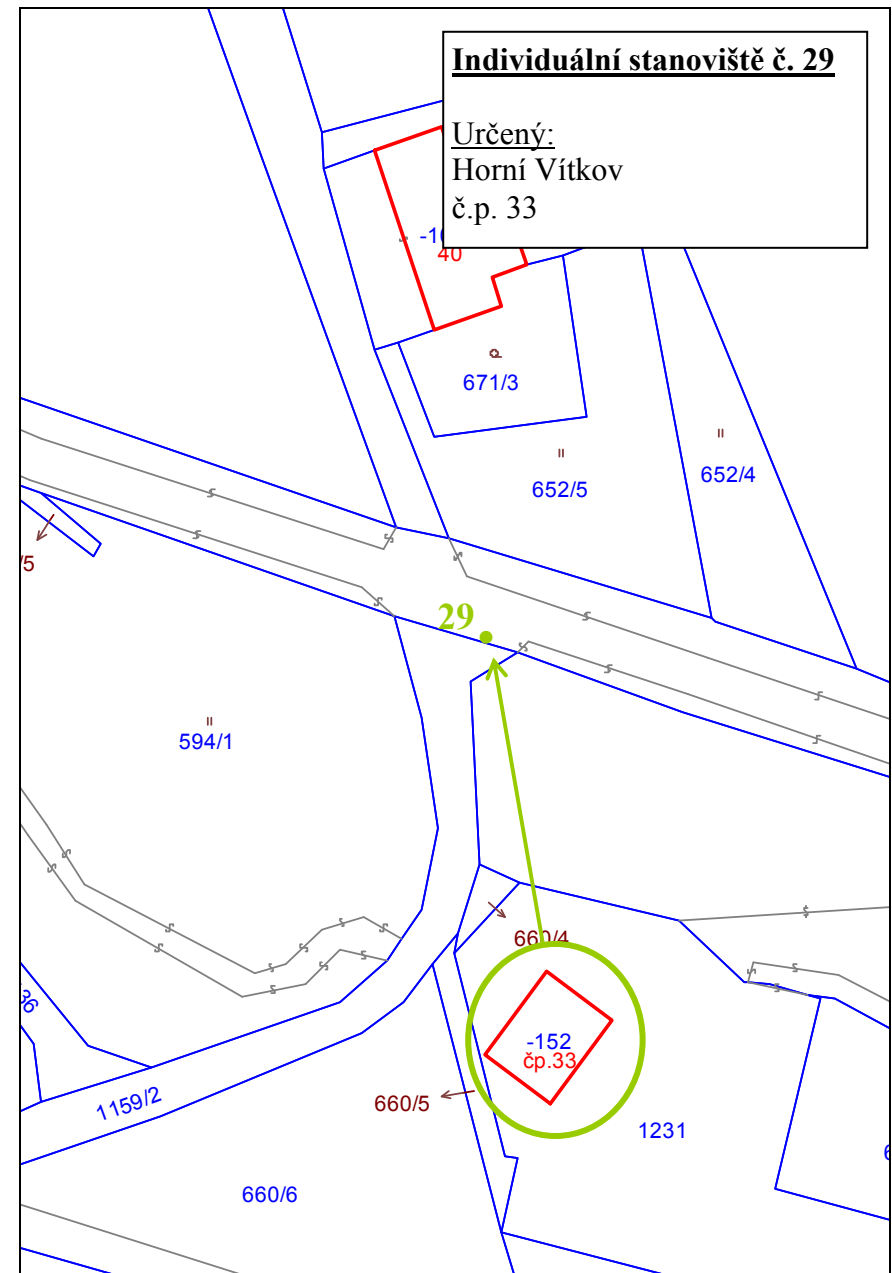 Individuální stanoviště č. 29
Určený:
Horní Vítkov
č.p. 33
40
671/3
652/5
652/4
29
594/1
660/4
-152
čp.33
1159/2
660/5
1231
660/6